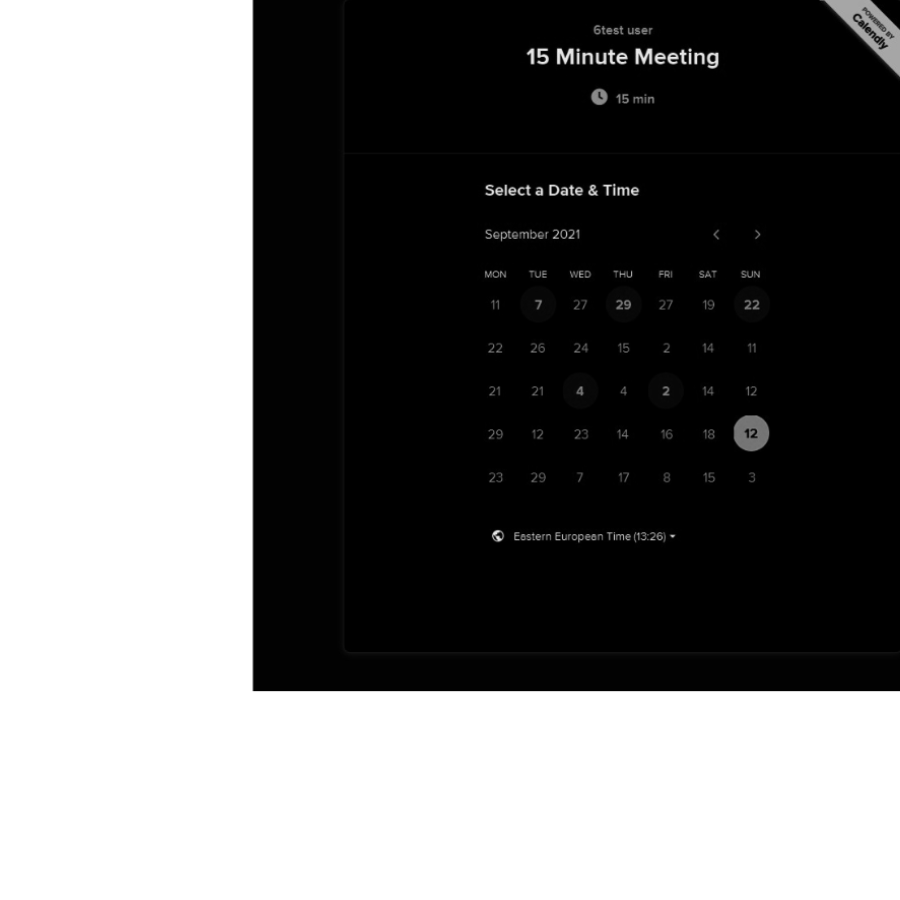 POWERED BY
Calendly
6test user
15 Minute Meeting
15 min
Select a Date & Time
September 2021
MON TUE WED THU FRI SAT SUN
11 7 27 29 27 19 22
22 26 24 15 2 14 11
21 21 4 4 2 14 12
29 12 23 14 16 18 12
23 29 7 17 8 15 3
Eastern European Time (13:26)